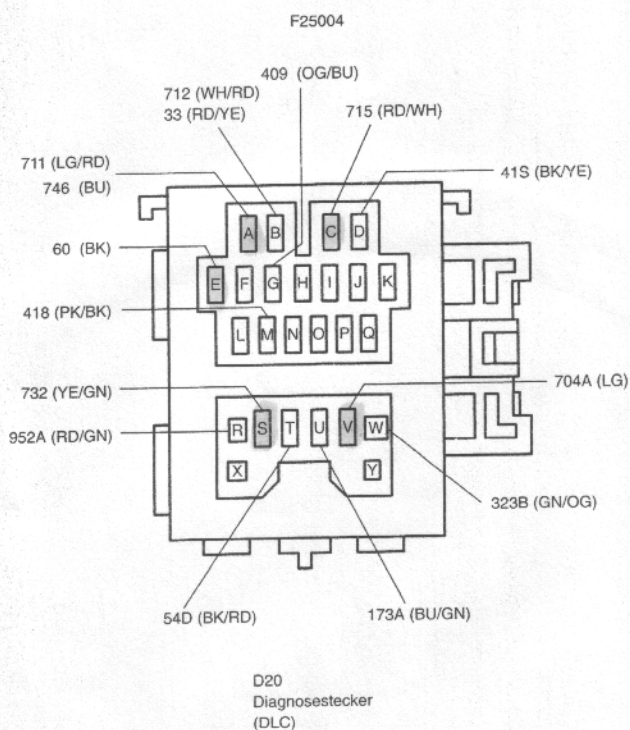 F25004
409 (OG/BU)
712 (WH/RD)
33 (RD/YE)
715 (RD/WH)
711 (LG/RD)
746 (BU)
41S (BK/YE)
A B C D
60 (BK)
E F G H I J K
418 (PK/BK)
L M N O P Q
732 (YE/GN)
704A (LG)
952A (RD/GN)
R S T U V W
X Y
323B (GN/OG)
54D (BK/RD)
173A (BU/GN)
D20
Diagnosestecker
(DLC)